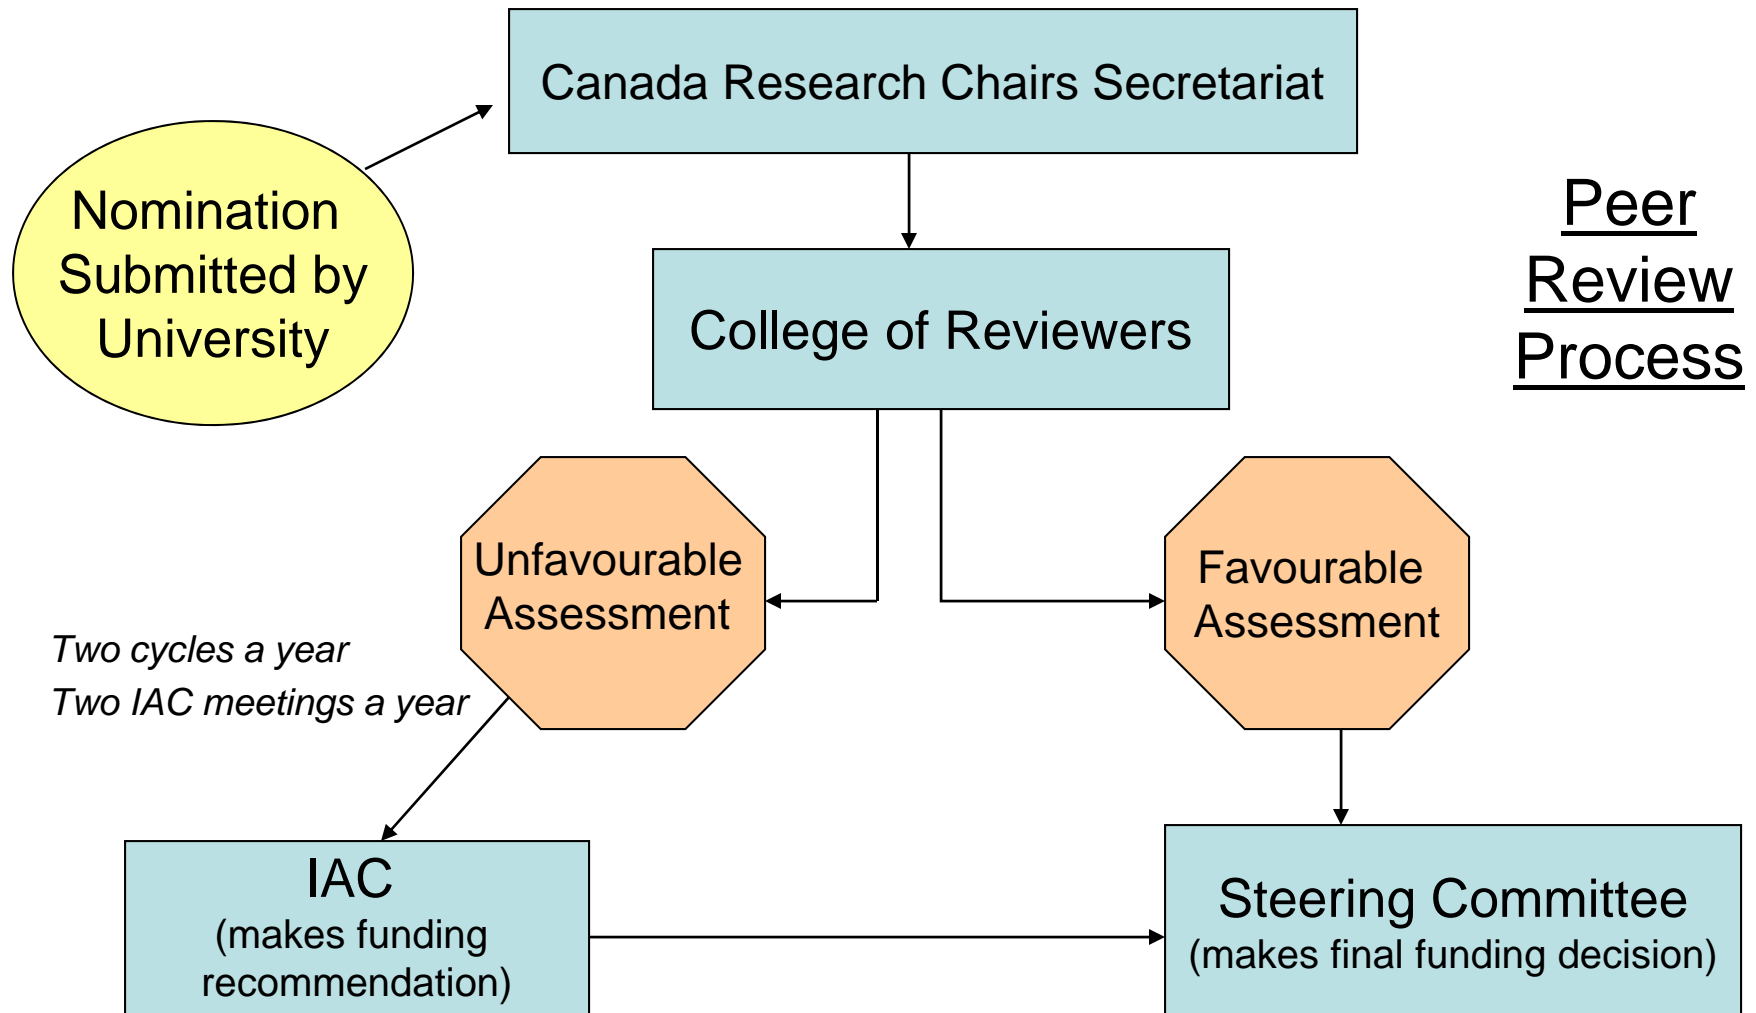 Canada Research Chairs Secretariat
Nomination
Submitted by
University
Peer
Review
Process
College of Reviewers
Unfavourable
Assessment
Favourable
Assessment
Two cycles a year
Two IAC meetings a year
IAC
(makes funding
recommendation)
Steering Committee
(makes final funding decision)